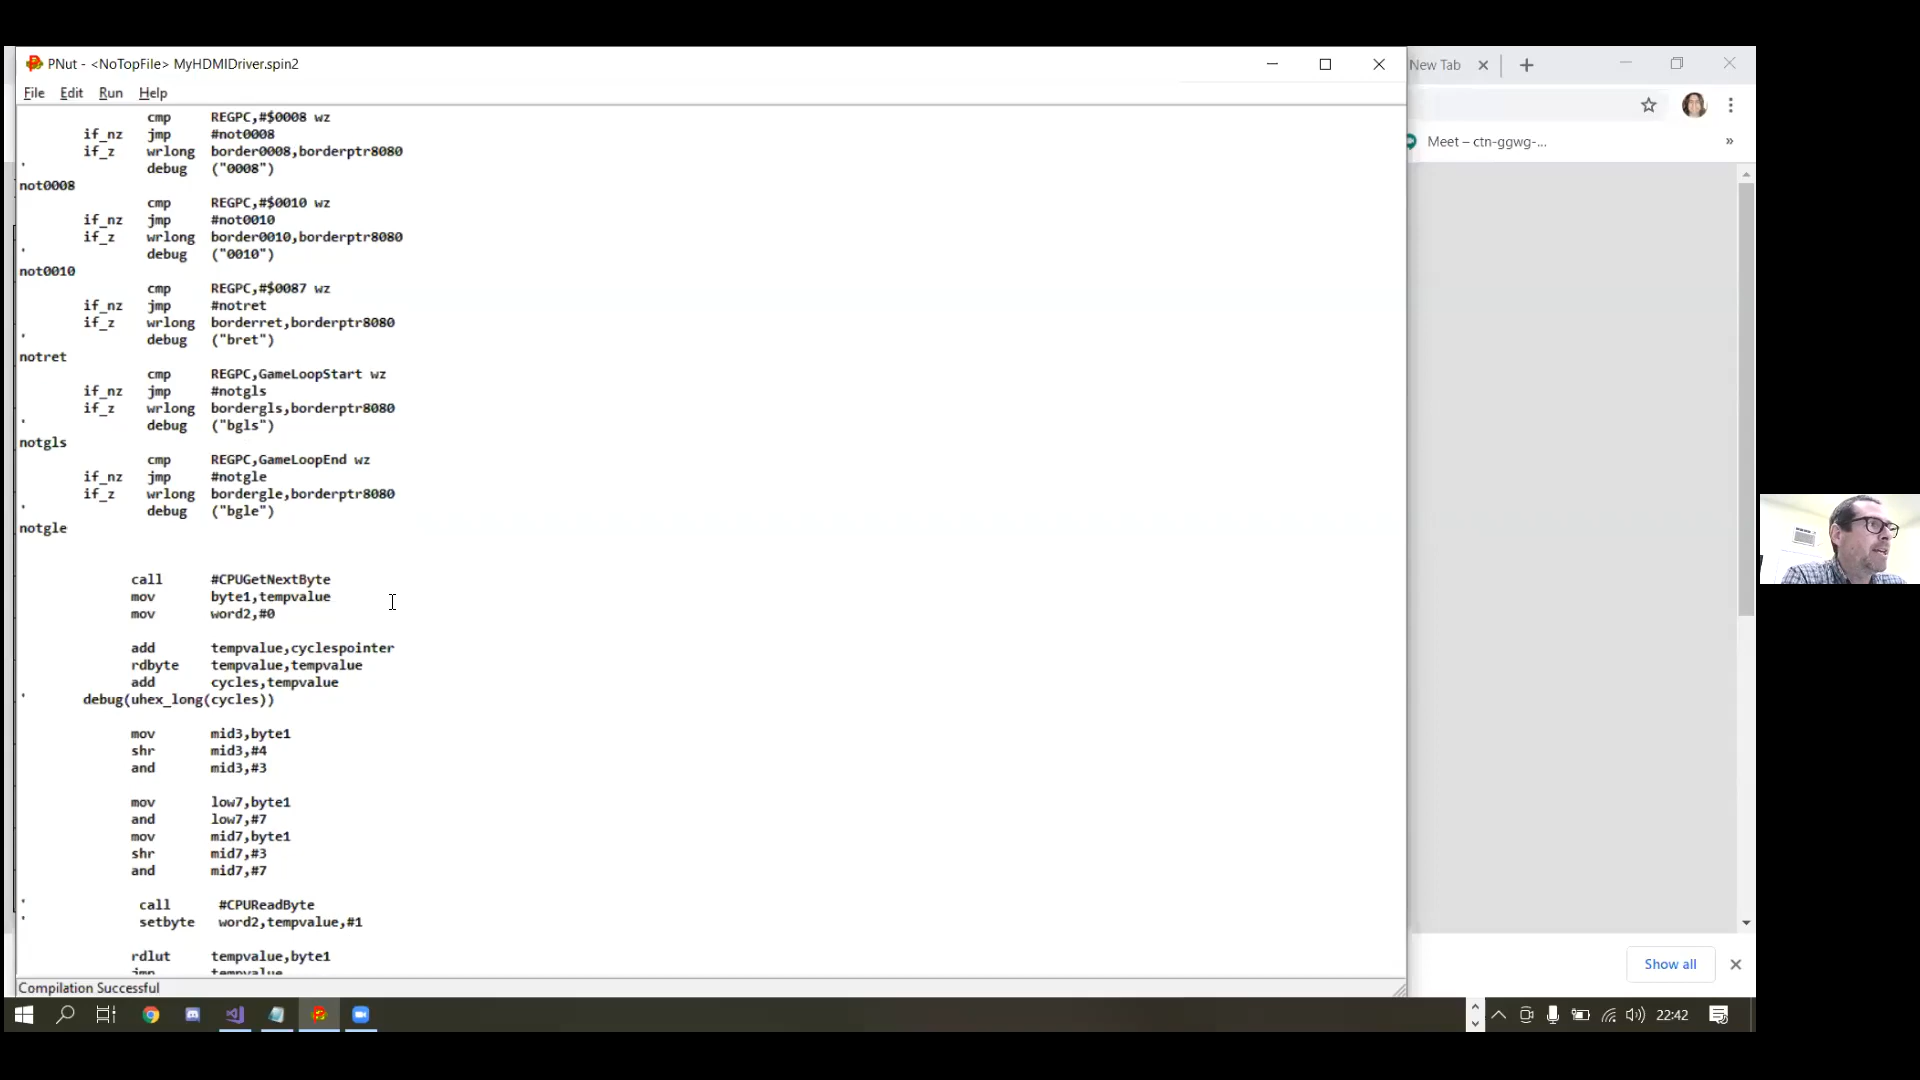 PNut - <NoTopFile> MyHDMIDriver.spin2
New Tab
File Edit Run Help
Meet – ctn-ggwg-...
»
cmp REGPC,#$0008 wz
if_nz jmp #not0008
if_z wrlong border0008,borderptr8080
' debug ("0008")
not0008
cmp REGPC,#$0010 wz
if_nz jmp #not0010
if_z wrlong border0010,borderptr8080
' debug ("0010")
not0010
cmp REGPC,#$0087 wz
if_nz jmp #notret
if_z wrlong borderret,borderptr8080
' debug ("bret")
notret
cmp REGPC,GameLoopStart wz
if_nz jmp #notgls
if_z wrlong bordergls,borderptr8080
' debug ("bgls")
notgls
cmp REGPC,GameLoopEnd wz
if_nz jmp #notgle
if_z wrlong bordergle,borderptr8080
' debug ("bgle")
notgle
call #CPUGetNextByte
mov byte1,tempvalue
mov word2,#0
add tempvalue,cyclespointer
rdbyte tempvalue,tempvalue
add cycles,tempvalue
' debug(uhex_long(cycles))
mov mid3,byte1
shr mid3,#4
and mid3,#3
mov low7,byte1
and low7,#7
mov mid7,byte1
shr mid7,#3
and mid7,#7
' call #CPUReadByte
' setbyte word2,tempvalue,#1
rdlut tempvalue,byte1
jmp tempvalue
Show all
Compilation Successful
22:42